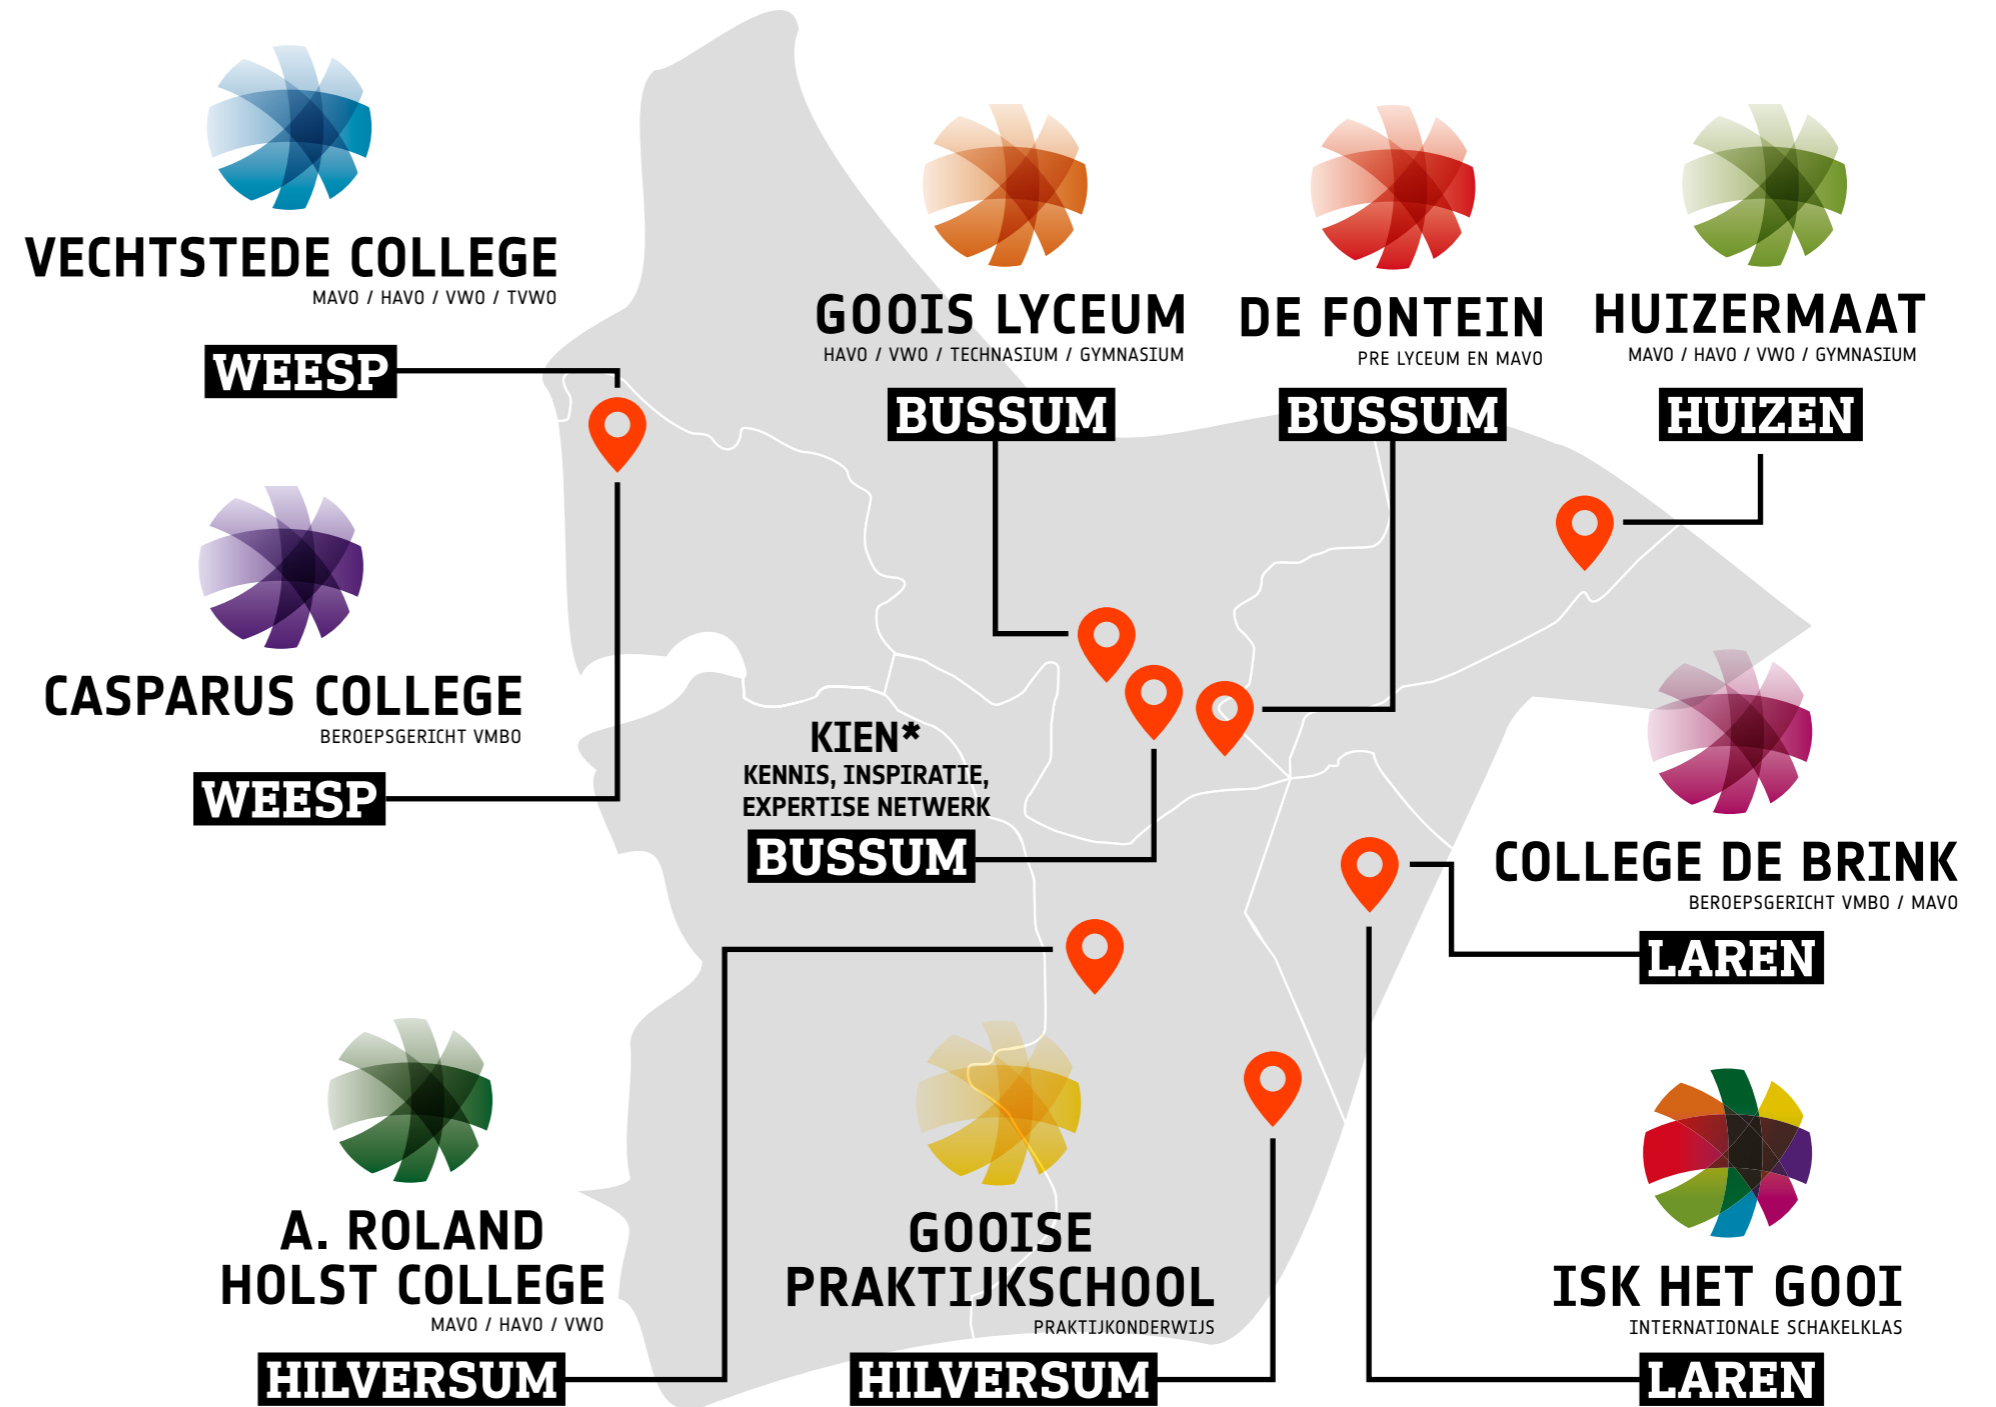 VECHTSTEDE COLLEGE
MAVO / HAVO / VWO / TVWO
WEESP
GOOIS LYCEUM
HAVO / VWO / TECHNASIUM / GYMNASIUM
BUSSUM
DE FONTEIN
PRE LYCEUM EN MAVO
BUSSUM
HUIZERMAAT
MAVO / HAVO / VWO / GYMNASIUM
HUIZEN
CASPARUS COLLEGE
BEROEPSGERICHT VMBO
WEESP
KIEN*
KENNIS, INSPIRATIE,
EXPERTISE NETWERK
BUSSUM
COLLEGE DE BRINK
BEROEPSGERICHT VMBO / MAVO
LAREN
A. ROLAND
HOLST COLLEGE
MAVO / HAVO / VWO
HILVERSUM
GOOISE
PRAKTIJKSCHOOL
PRAKTIJKONDERWIJS
HILVERSUM
ISK HET GOOI
INTERNATIONALE SCHAKELKLAS
LAREN